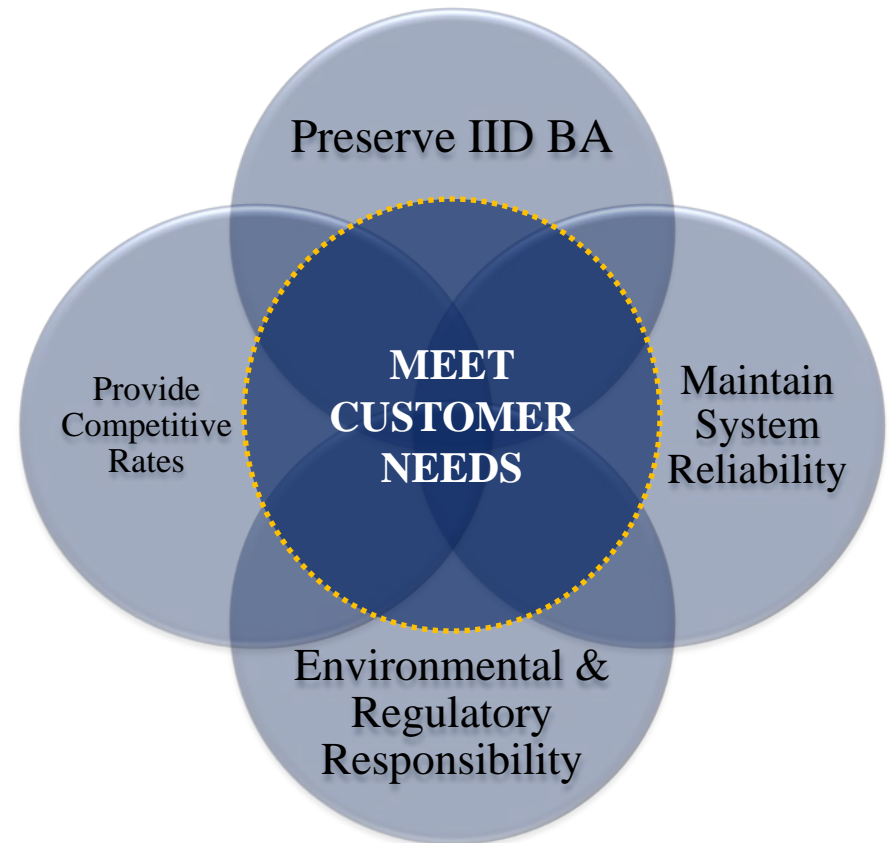 Preserve IID BA
Provide
Competitive
Rates
MEET
CUSTOMER
NEEDS
Maintain
System
Reliability
Environmental &
Regulatory
Responsibility